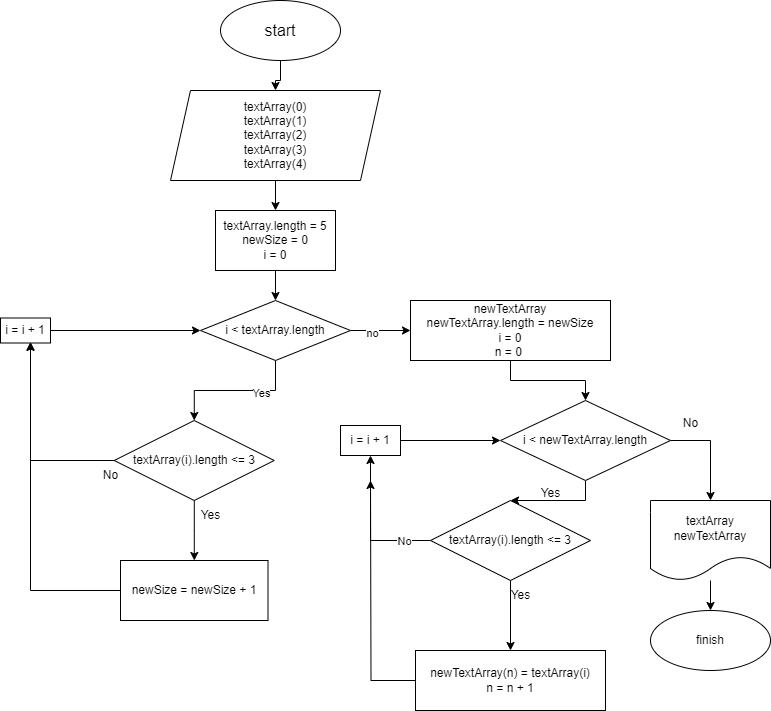 start
textArray(0)
textArray(1)
textArray(2)
textArray(3)
textArray(4)
textArray.length = 5
newSize = 0
i = 0
i = i + 1
i < textArray.length
no
newTextArray
newTextArray.length = newSize
i = 0
n = 0
Yes
textArray(i).length <= 3
No
Yes
newSize = newSize + 1
i = i + 1
i < newTextArray.length
No
Yes
textArray(i).length <= 3
No
Yes
newTextArray(n) = textArray(i)
n = n + 1
textArray
newTextArray
finish